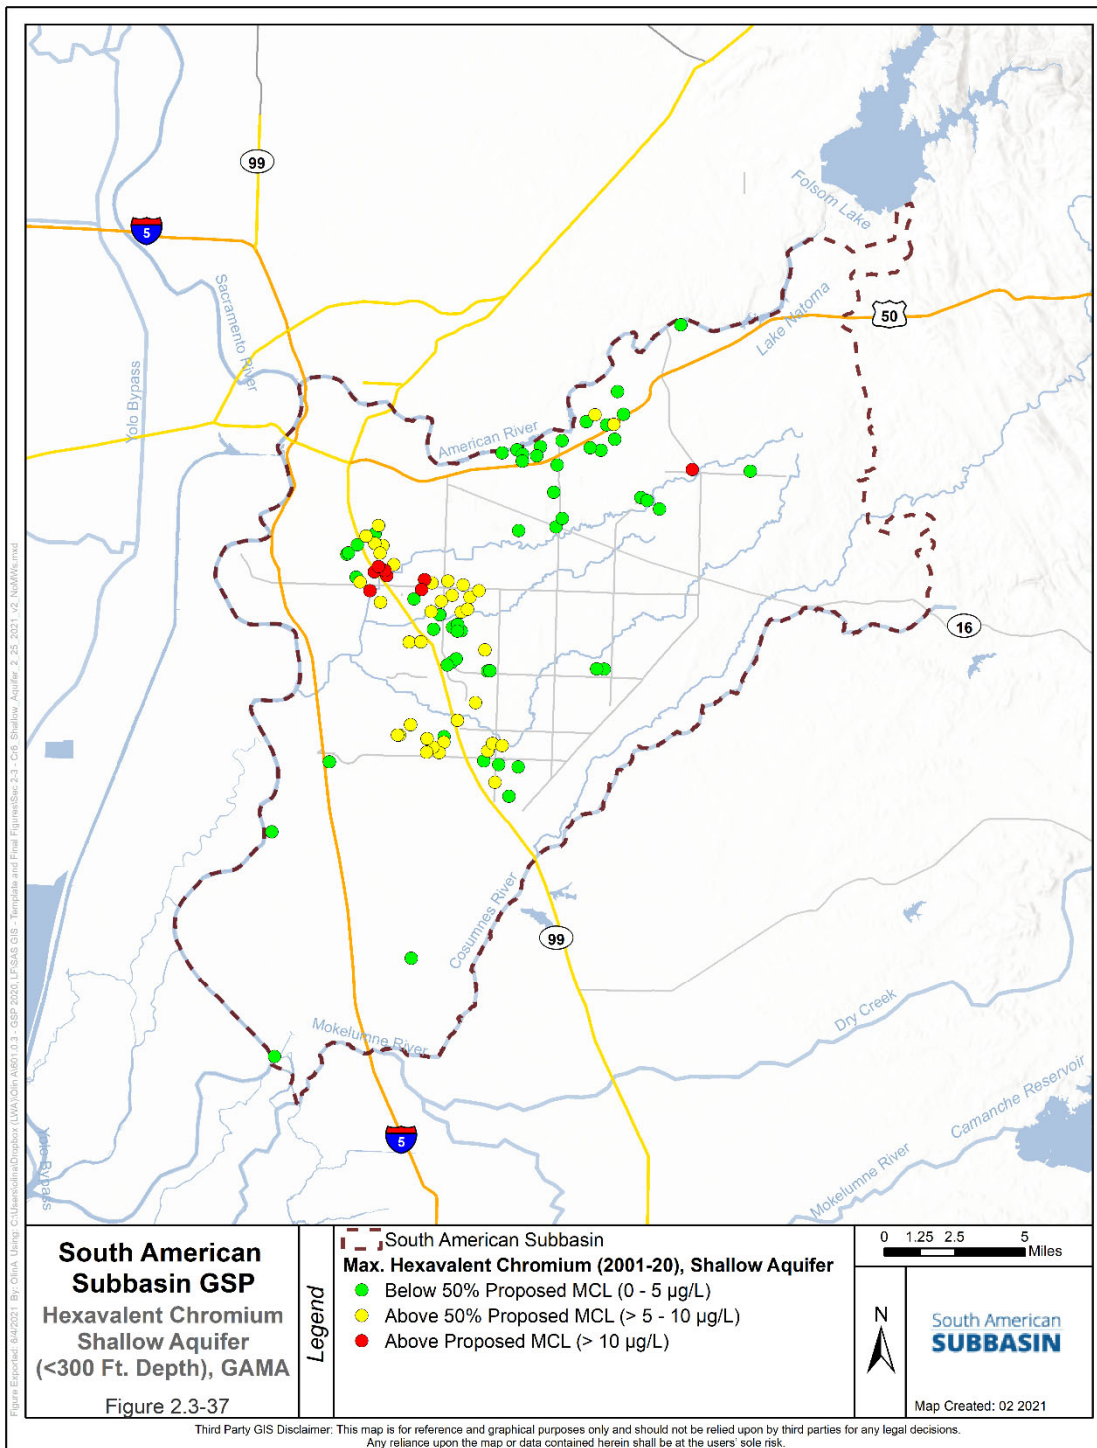 99
5
Folsom Lake
Sacramento River
50
Lake Natoma
Yolo Bypass
American River
16
Cosumnes River
99
Mokelumne River
Dry Creek
Camanche Reservoir
5
Mokelumne River
Yolo Bypass
South American
Subbasin GSP
Hexavalent Chromium
Shallow Aquifer
(<300 Ft. Depth), GAMA
Figure 2.3-37
Legend
South American Subbasin
Max. Hexavalent Chromium (2001-20), Shallow Aquifer
Below 50% Proposed MCL (0 - 5 µg/L)
Above 50% Proposed MCL (> 5 - 10 µg/L)
Above Proposed MCL (> 10 µg/L)
0 1.25 2.5 5
Miles
N
South American
SUBBASIN
Map Created: 02 2021
Third Party GIS Disclaimer: This map is for reference and graphical purposes only and should not be relied upon by third parties for any legal decisions.
Any reliance upon the map or data contained herein shall be at the users' sole risk.